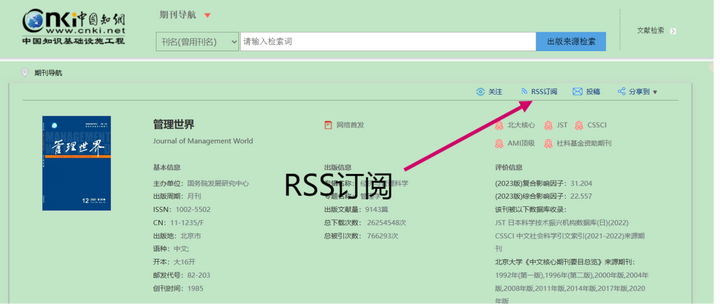 Cnki中国知网
www.cnki.net
中国知识基础设施工程
期刊导航
刊名(曾用刊名)
请输入检索词
出版来源检索
文献检索
期刊导航
关注
RSS订阅
投稿
分享到
管理世界
12
管理世界
Journal of Management World
网络首发
北大核心 JST CSSCI
AMI顶级 社科基金资助期刊
基本信息
主办单位：国务院发展研究中心
出版周期：月刊
ISSN：1002-5502
CN：11-1235/F
出版地：北京市
语种：中文;
开本：大16开
邮发代号：82-203
创刊时间：1985
出版信息
RSS订阅
出版文献量：9143篇
总下载次数：26254548次
总被引次数：766293次
评价信息
(2023版)复合影响因子：31.204
(2023版)综合影响因子：22.557
该刊被以下数据库收录：
JST 日本科学技术振兴机构数据库(日)(2022)
CSSCI 中文社会科学引文索引(2021-2022)来源期
刊
北京大学《中文核心期刊要目总览》来源期刊：
1992年(第一版),1996年(第二版),2000年版,2004年
版,2008年版,2011年版,2014年版,2017年版,2020
年版